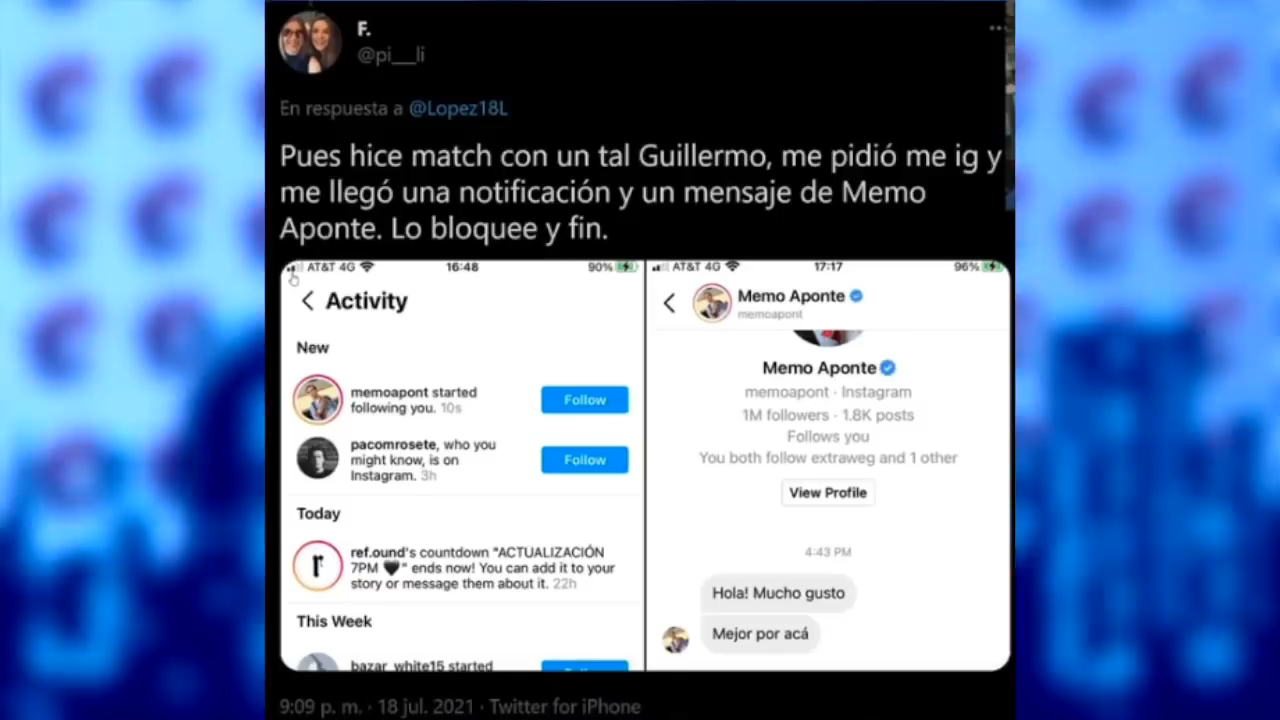 F.
@pi___li
En respuesta a @Lopez18L
Pues hice match con un tal Guillermo, me pidió me ig y
me llegó una notificación y un mensaje de Memo
Aponte. Lo bloquee y fin.
AT&T 4G 16:48 90%
Activity
New
memoapont started
following you. 10s
Follow
pacomrosete, who you
might know, is on
Instagram. 3h
Follow
Today
ref.ound's countdown "ACTUALIZACIÓN
7PM 🖤" ends now! You can add it to your
story or message them about it. 22h
This Week
bazar_white15 started
AT&T 4G 17:17 96%
Memo Aponte
memoapont
Memo Aponte
memoapont · Instagram
1M followers · 1.8K posts
Follows you
You both follow extraweg and 1 other
View Profile
4:43 PM
Hola! Mucho gusto
Mejor por acá
9:09 p. m. · 18 jul. 2021 · Twitter for iPhone